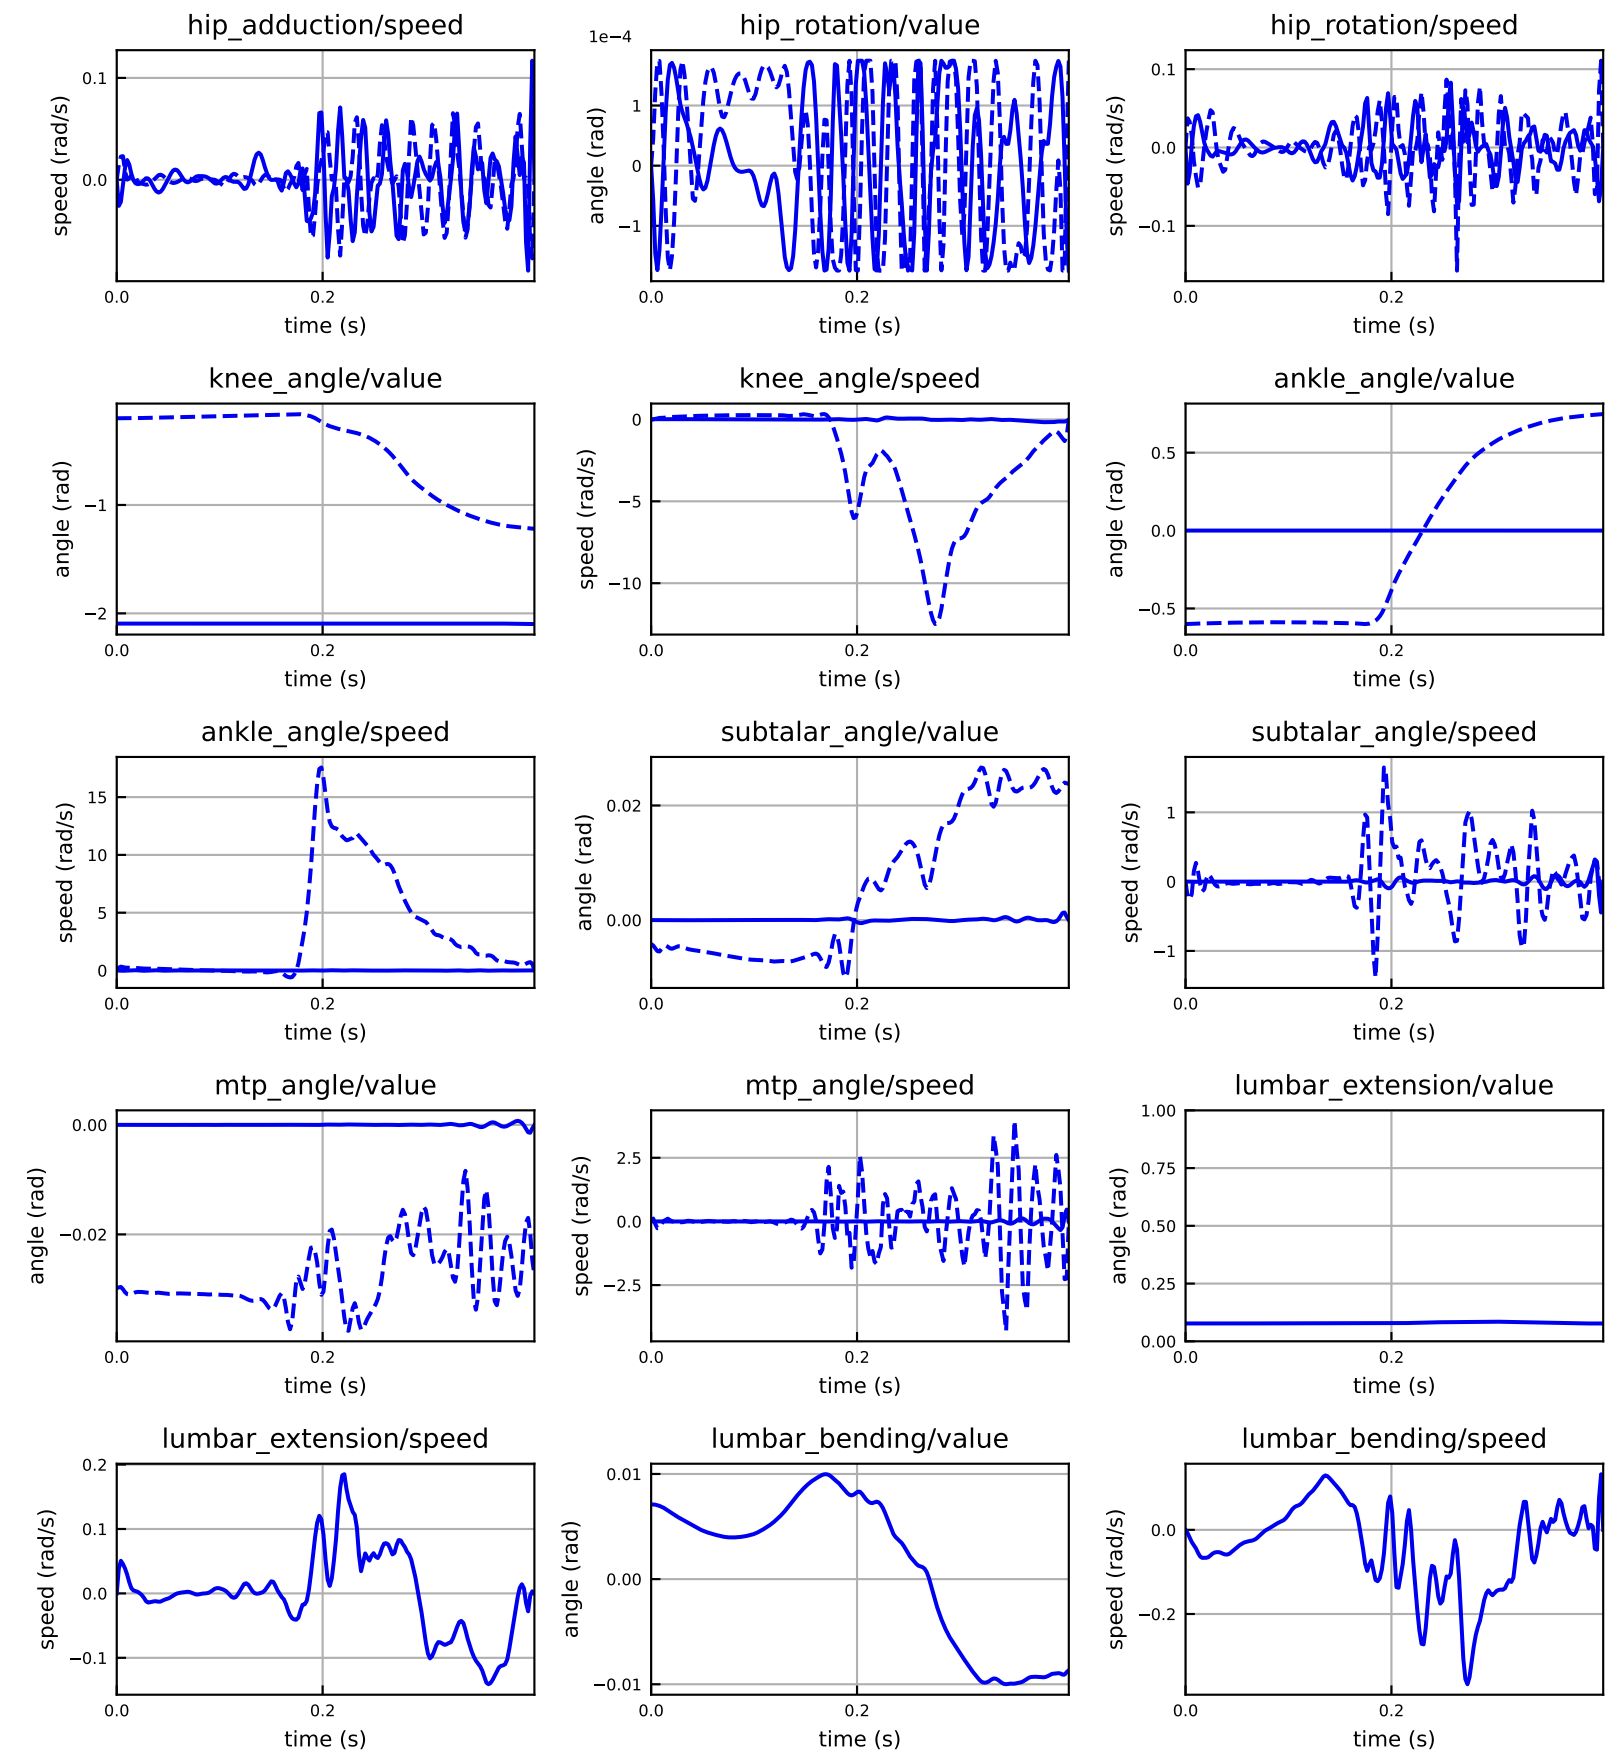 hip_adduction/speed
speed (rad/s)
0.1
0.0
0.0
0.2
time (s)
hip_rotation/value
1e−4
angle (rad)
1
0
−1
0.0
0.2
time (s)
hip_rotation/speed
speed (rad/s)
0.1
0.0
−0.1
0.0
0.2
time (s)
knee_angle/value
angle (rad)
−1
−2
0.0
0.2
time (s)
knee_angle/speed
speed (rad/s)
0
−5
−10
0.0
0.2
time (s)
ankle_angle/value
angle (rad)
0.5
0.0
−0.5
0.0
0.2
time (s)
ankle_angle/speed
speed (rad/s)
15
10
5
0
0.0
0.2
time (s)
subtalar_angle/value
angle (rad)
0.02
0.00
0.0
0.2
time (s)
subtalar_angle/speed
speed (rad/s)
1
0
−1
0.0
0.2
time (s)
mtp_angle/value
angle (rad)
0.00
−0.02
0.0
0.2
time (s)
mtp_angle/speed
speed (rad/s)
2.5
0.0
−2.5
0.0
0.2
time (s)
lumbar_extension/value
angle (rad)
1.00
0.75
0.50
0.25
0.00
0.0
0.2
time (s)
lumbar_extension/speed
speed (rad/s)
0.2
0.1
0.0
−0.1
0.0
0.2
time (s)
lumbar_bending/value
angle (rad)
0.01
0.00
−0.01
0.0
0.2
time (s)
lumbar_bending/speed
speed (rad/s)
0.0
−0.2
0.0
0.2
time (s)